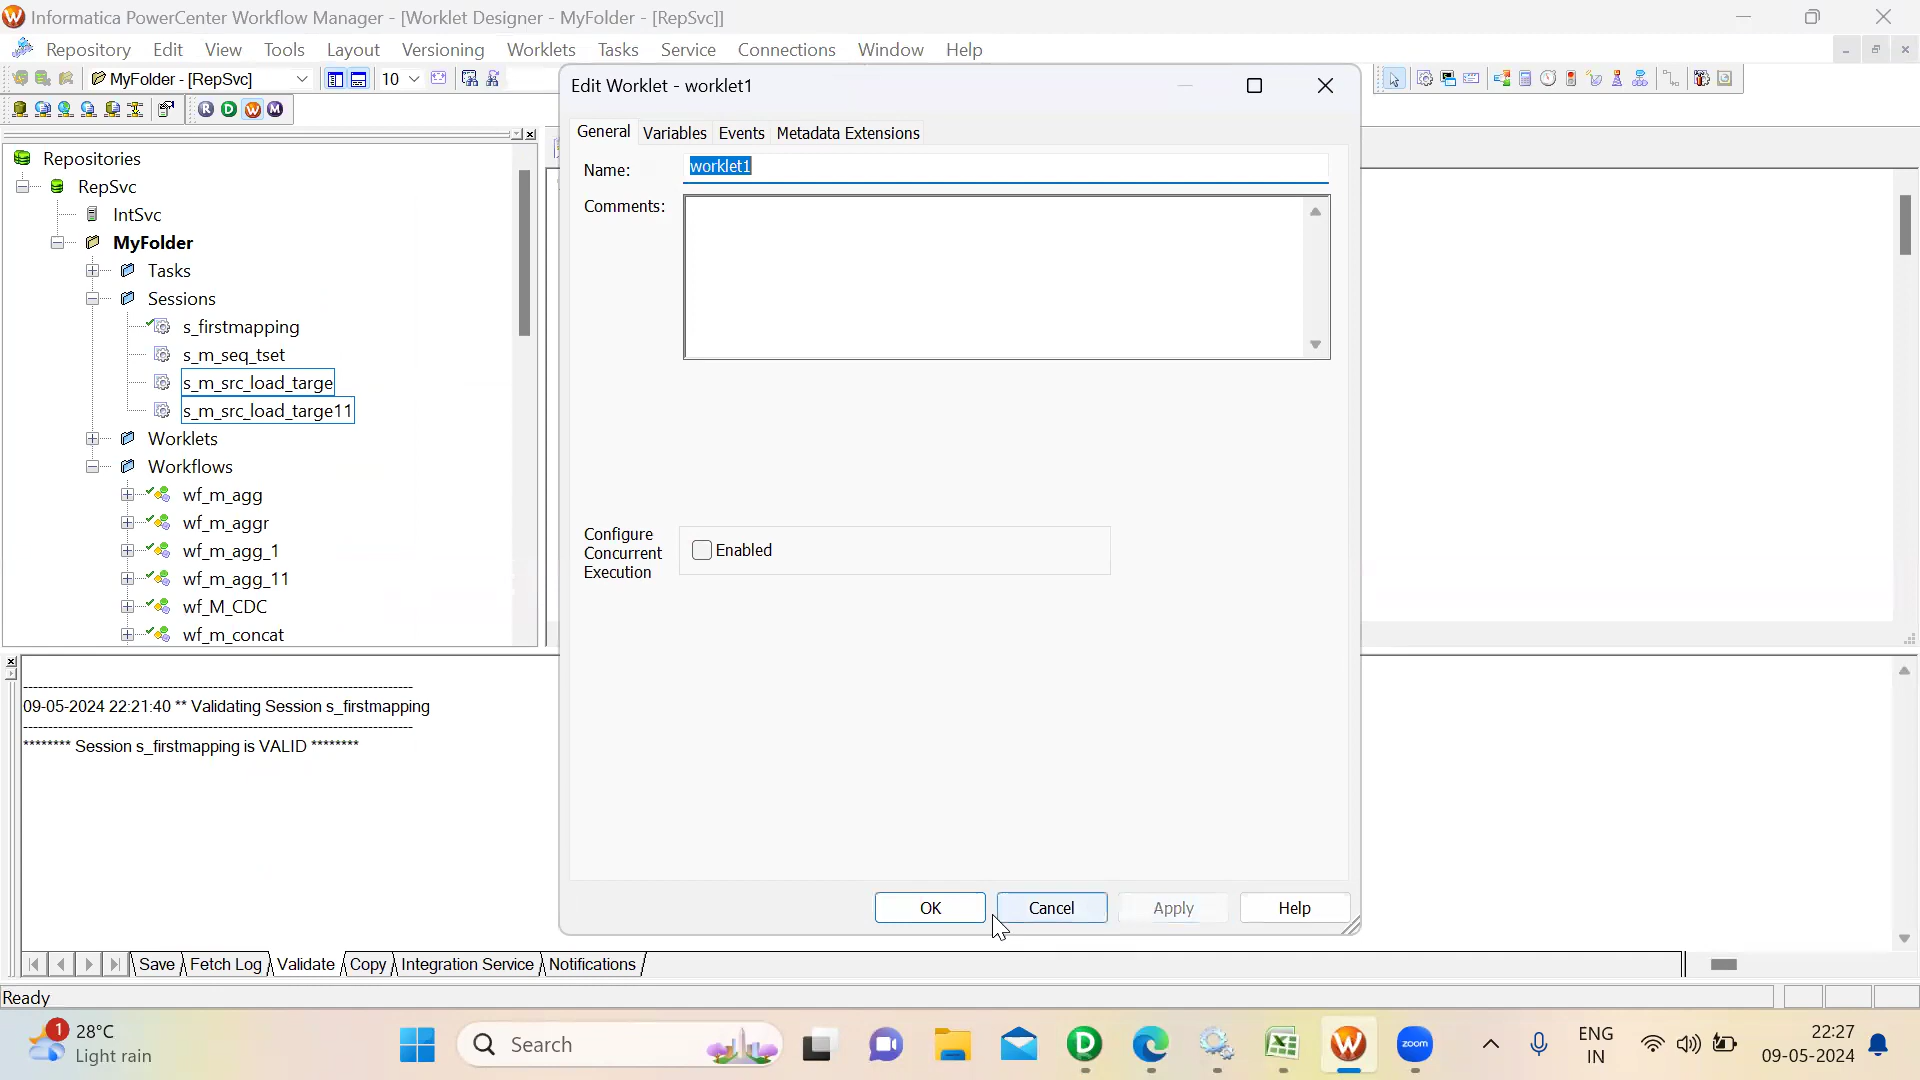 Informatica PowerCenter Workflow Manager - [Worklet Designer - MyFolder - [RepSvc]]
Repository Edit View Tools Layout Versioning Worklets Tasks Service Connections Window Help
MyFolder - [RepSvc] 10
R D W M
Repositories
RepSvc
IntSvc
MyFolder
Tasks
Sessions
s_firstmapping
s_m_seq_tset
s_m_src_load_targe
s_m_src_load_targe11
Worklets
Workflows
wf_m_agg
wf_m_aggr
wf_m_agg_1
wf_m_agg_11
wf_M_CDC
wf_m_concat
Edit Worklet - worklet1
General Variables Events Metadata Extensions
Name: worklet1
Comments:
Configure
Concurrent
Execution
Enabled
OK Cancel Apply Help
09-05-2024 22:21:40 ** Validating Session s_firstmapping
******** Session s_firstmapping is VALID ********
Save Fetch Log Validate Copy Integration Service Notifications
Ready
1
28°C
Light rain
Search
D
W
zoom
ENG
IN
22:27
09-05-2024